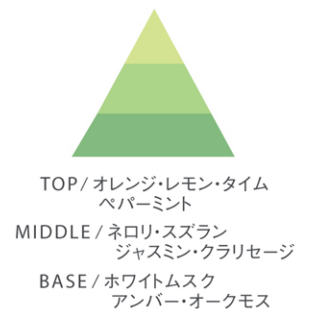 TOP/オレンジ・レモン・タイム
ペパーミント
MIDDLE/ネロリ・スズラン
ジャスミン・クラリセージ
BASE/ホワイトムスク
アンバー・オークモス